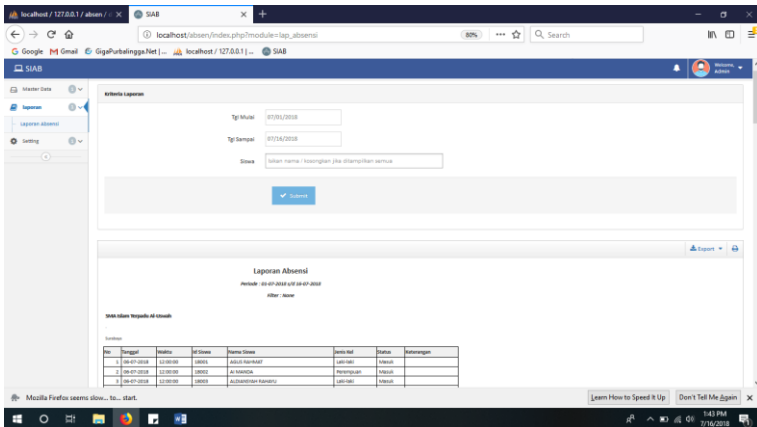 localhost / 127.0.0.1 / absen / s
SIAB
localhost/absen/index.php?module=lap_absensi
80%
Search
Google
Gmail
GigaPurbalingga.Net | ...
localhost / 127.0.0.1 | ...
SIAB
SIAB
Welcome,
Admin
Master Data
laporan
Laporan Absensi
Setting
Kriteria Laporan
Tgl Mulai 07/01/2018
Tgl Sampai 07/16/2018
Siswa Isikan nama / kosongkan jika ditampilkan semua
Submit
Export
Laporan Absensi
Periode : 01-07-2018 s/d 16-07-2018
Filter : None
SMA Islam Terpadu Al-Uswah
No Tanggal Waktu Id Siswa Nama Siswa Jenis Kel Status Keterangan
1 06-07-2018 12:00:00 18001 AGUS RAHMAT Laki-laki Masuk
2 06-07-2018 12:00:00 18002 AI MANDA Perempuan Masuk
3 06-07-2018 12:00:00 18003 ALDIANSYAH RAHAYU Laki-laki Masuk
Mozilla Firefox seems slow... to... start.
Learn How to Speed It Up
Don't Tell Me Again
1:43 PM
7/16/2018